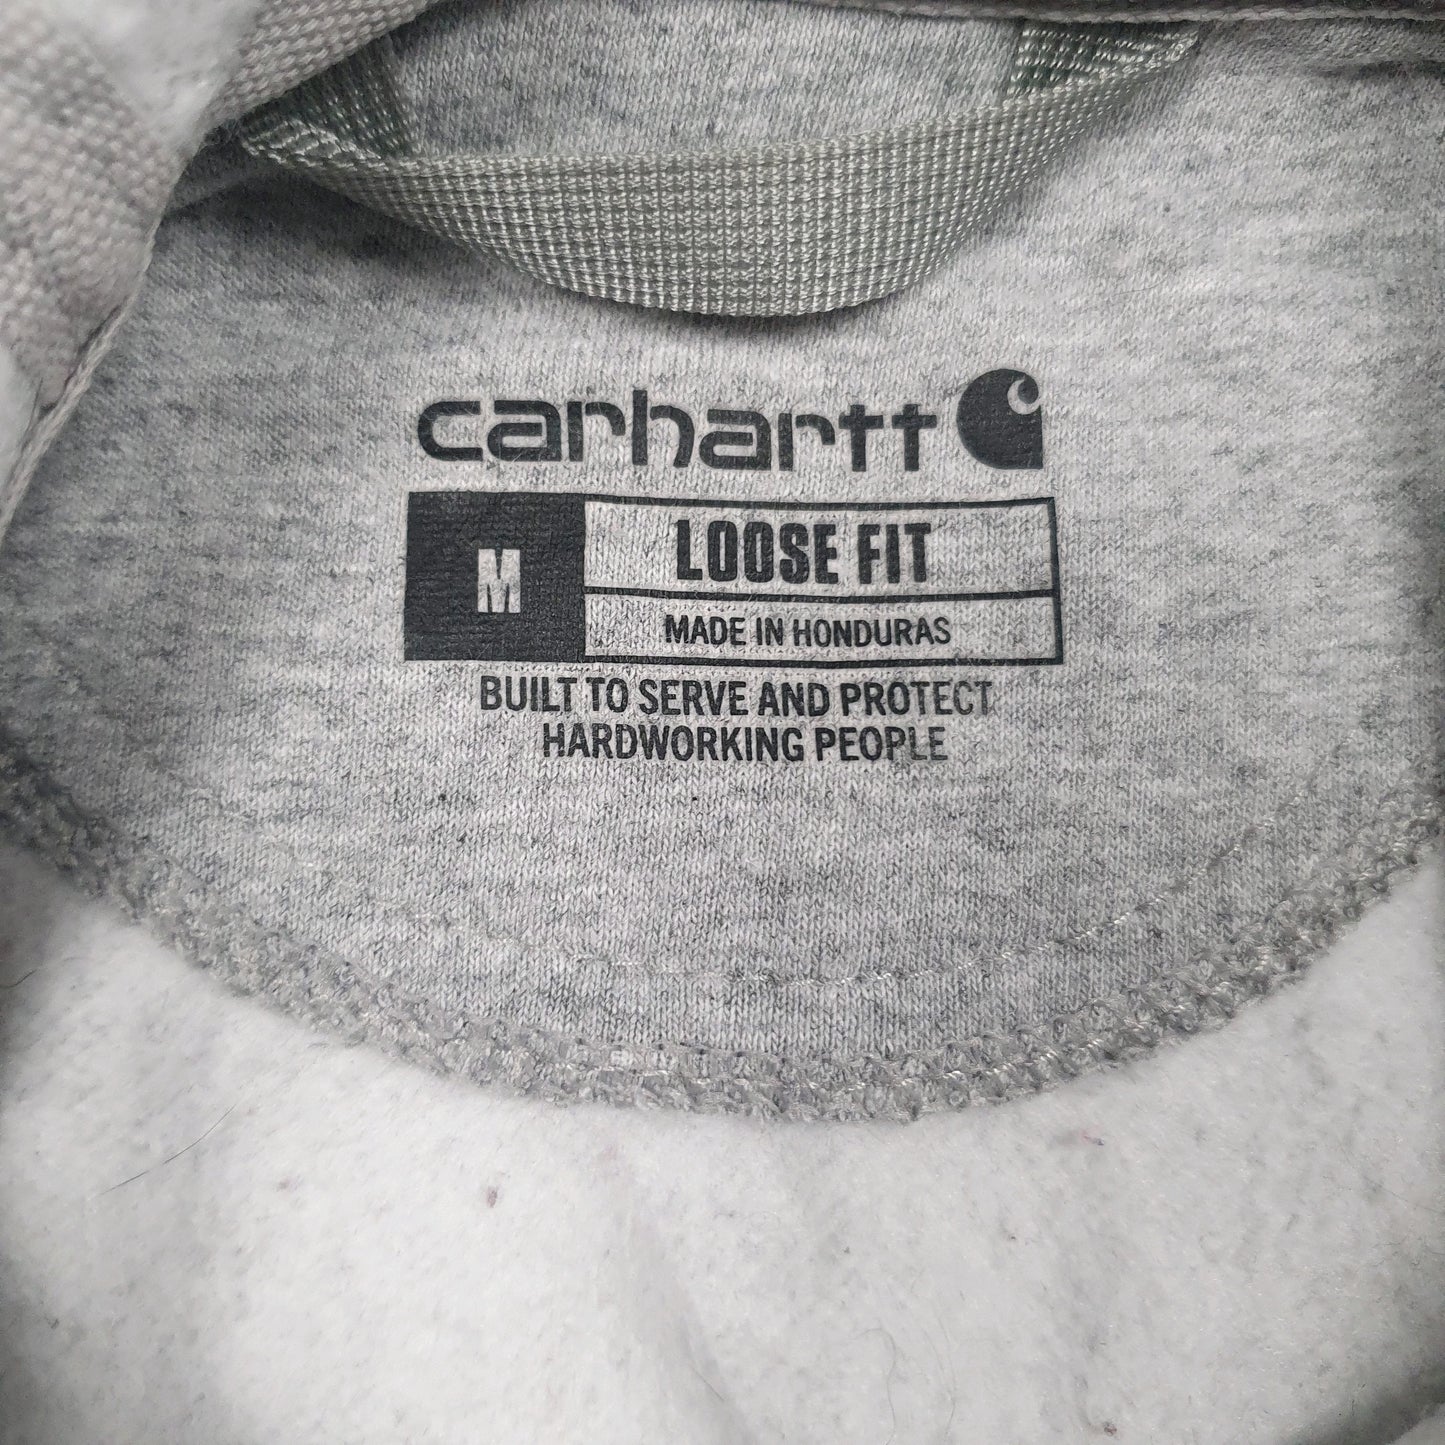 carhartt
M
LOOSE FIT
MADE IN HONDURAS
BUILT TO SERVE AND PROTECT
HARDWORKING PEOPLE